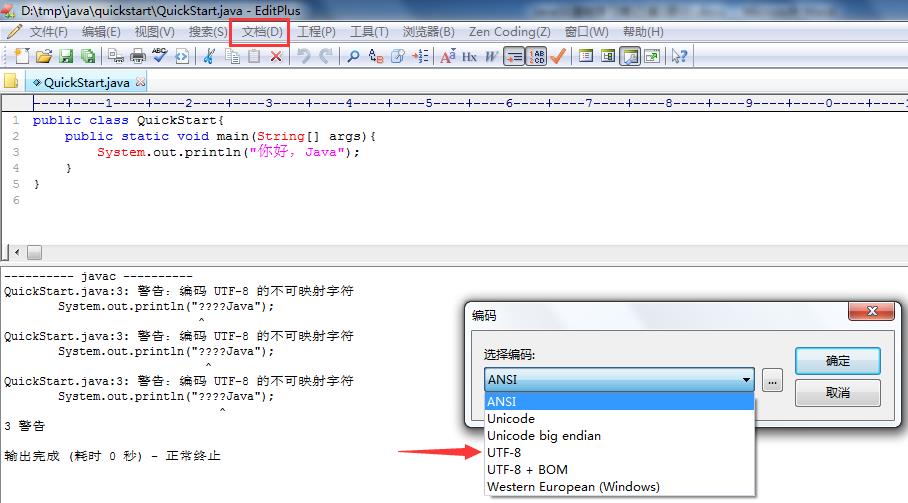 D:\tmp\java\quickstart\QuickStart.java - EditPlus
文件(F) 编辑(E) 视图(V) 搜索(S) 文档(D) 工程(P) 工具(T) 浏览器(B) Zen Coding(Z) 窗口(W) 帮助(H)
QuickStart.java
----+----1----+----2----+----3----+----4----+----5----+----6----+----7----+----8----+----9----+----0----+----1
1 public class QuickStart{
2 public static void main(String[] args){
3 System.out.println("你好，Java");
4 }
5 }
6
---------- javac ----------
QuickStart.java:3: 警告：编码 UTF-8 的不可映射字符
System.out.println("????Java");
^
QuickStart.java:3: 警告：编码 UTF-8 的不可映射字符
System.out.println("????Java");
^
QuickStart.java:3: 警告：编码 UTF-8 的不可映射字符
System.out.println("????Java");
^
3 警告
输出完成 (耗时 0 秒) - 正常终止
编码
选择编码:
ANSI
...
确定
取消
ANSI
Unicode
Unicode big endian
UTF-8
UTF-8 + BOM
Western European (Windows)